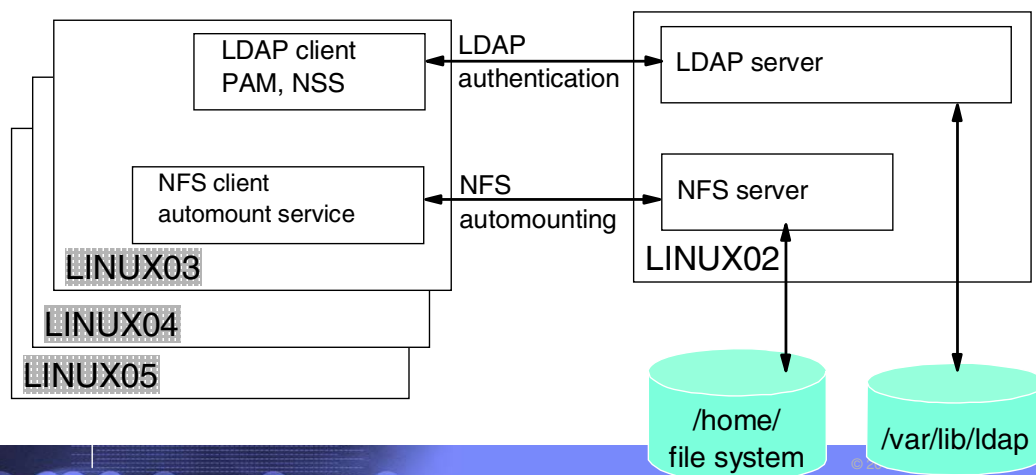 LDAP client
PAM, NSS
LDAP
authentication
LDAP server
NFS client
automount service
NFS
automounting
NFS server
LINUX03
LINUX02
LINUX04
LINUX05
/home/
file system
/var/lib/ldap